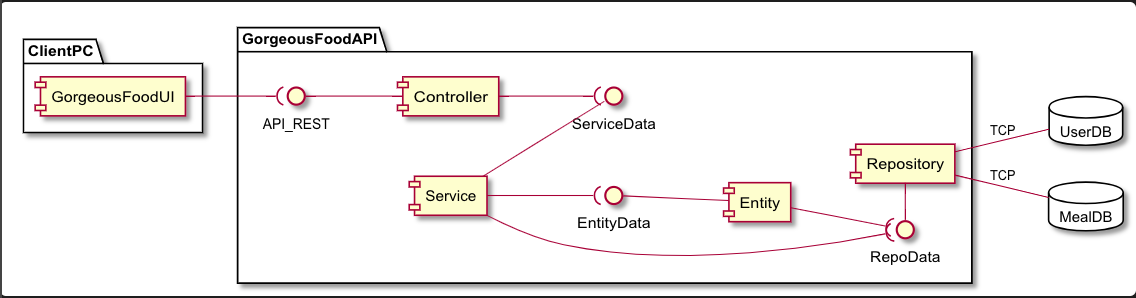 ClientPC
GorgeousFoodUI
GorgeousFoodAPI
API_REST
Controller
ServiceData
Service
EntityData
Entity
Repository
RepoData
TCP
UserDB
TCP
MealDB